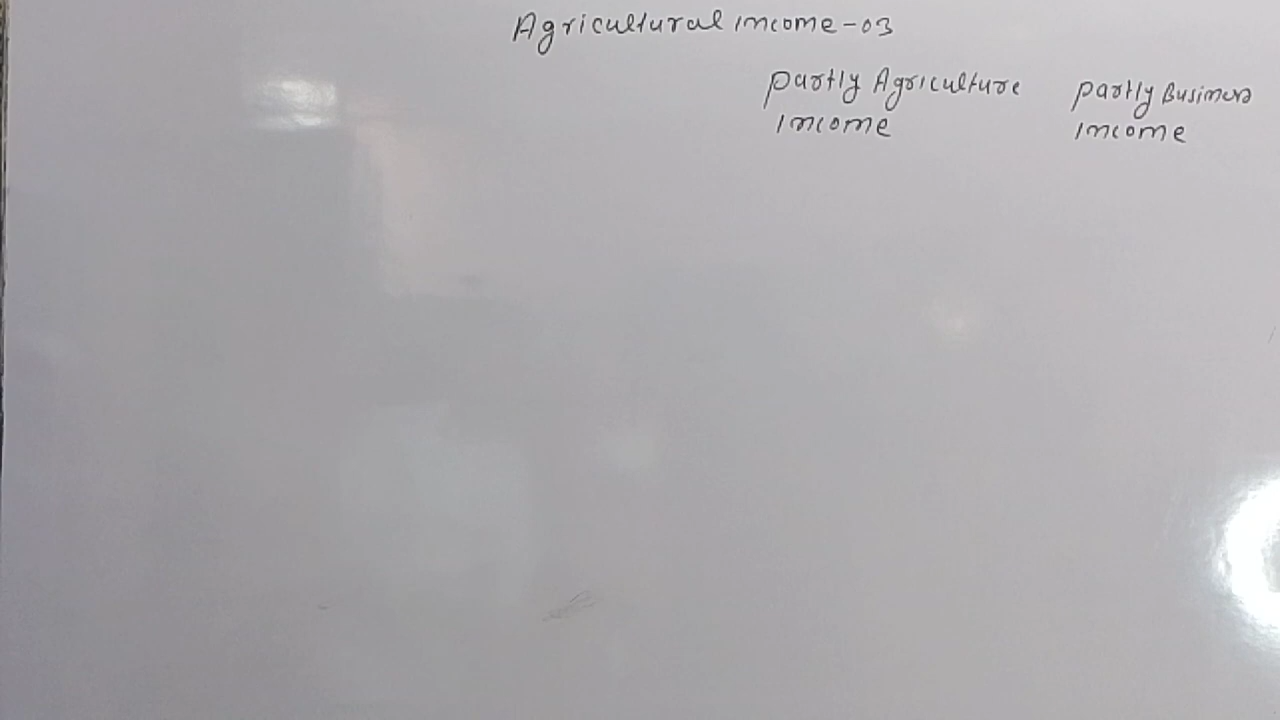 Agricultural income-03
partly Agriculture
income
partly Business
income